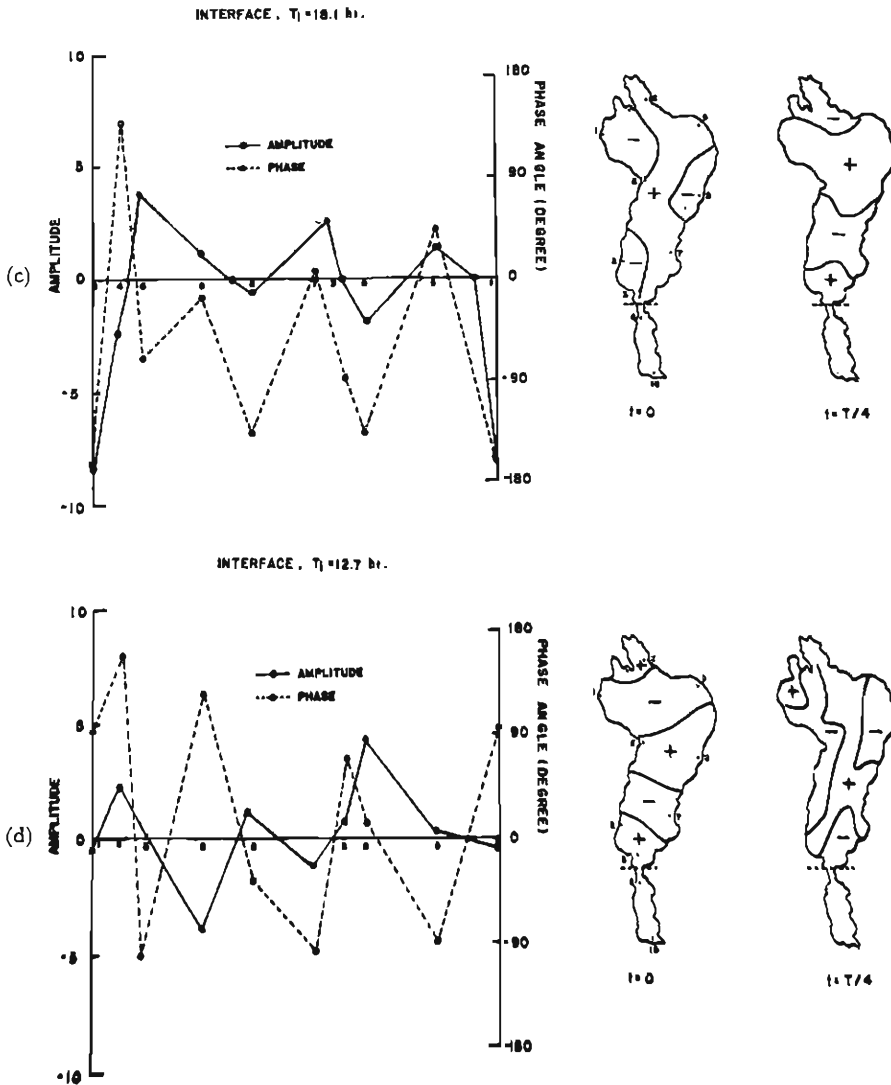 INTERFACE, T₁=18.1 hr.
10
5
0
-5
-10
AMPLITUDE
AMPLITUDE
PHASE
180
90
0
-90
-180
PHASE ANGLE (DEGREE)
(c)
t=0
t=T/4
INTERFACE, T₁=12.7 hr.
10
5
0
-5
-10
AMPLITUDE
AMPLITUDE
PHASE
180
90
0
-90
-180
PHASE ANGLE (DEGREE)
(d)
t=0
t=T/4